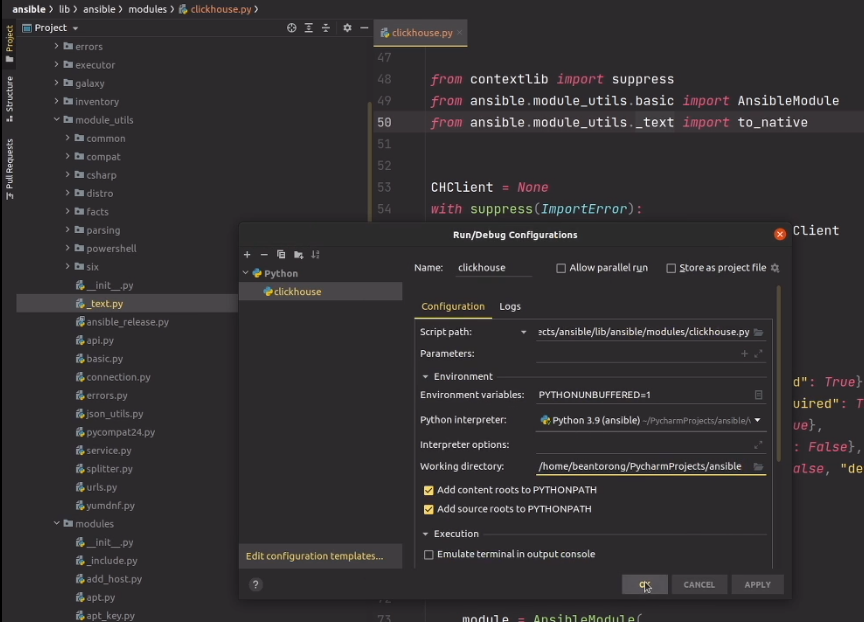 ansible > lib > ansible > modules > clickhouse.py >
Project
Project
Structure
Pull Requests
errors
executor
galaxy
inventory
module_utils
common
compat
csharp
distro
facts
parsing
powershell
six
__init__.py
_text.py
ansible_release.py
api.py
basic.py
connection.py
errors.py
json_utils.py
pycompat24.py
service.py
splitter.py
urls.py
yumdnf.py
modules
__init__.py
_include.py
add_host.py
apt.py
apt_key.py
clickhouse.py
47
48 from contextlib import suppress
49 from ansible.module_utils.basic import AnsibleModule
50 from ansible.module_utils._text import to_native
51
52
53 CHClient = None
54 with suppress(ImportError):
Client
d": True}
uired": T
ue},
: False},
alse, "de
73 module = AnsibleModule(
Run/Debug Configurations
Python
clickhouse
Edit configuration templates...
?
Name: clickhouse
Allow parallel run
Store as project file
Configuration
Logs
Script path: ects/ansible/lib/ansible/modules/clickhouse.py
Parameters:
Environment
Environment variables: PYTHONUNBUFFERED=1
Python interpreter: Python 3.9 (ansible) ~/PycharmProjects/ansible/
Interpreter options:
Working directory: /home/beantorong/PycharmProjects/ansible
Add content roots to PYTHONPATH
Add source roots to PYTHONPATH
Execution
Emulate terminal in output console
OK
CANCEL
APPLY